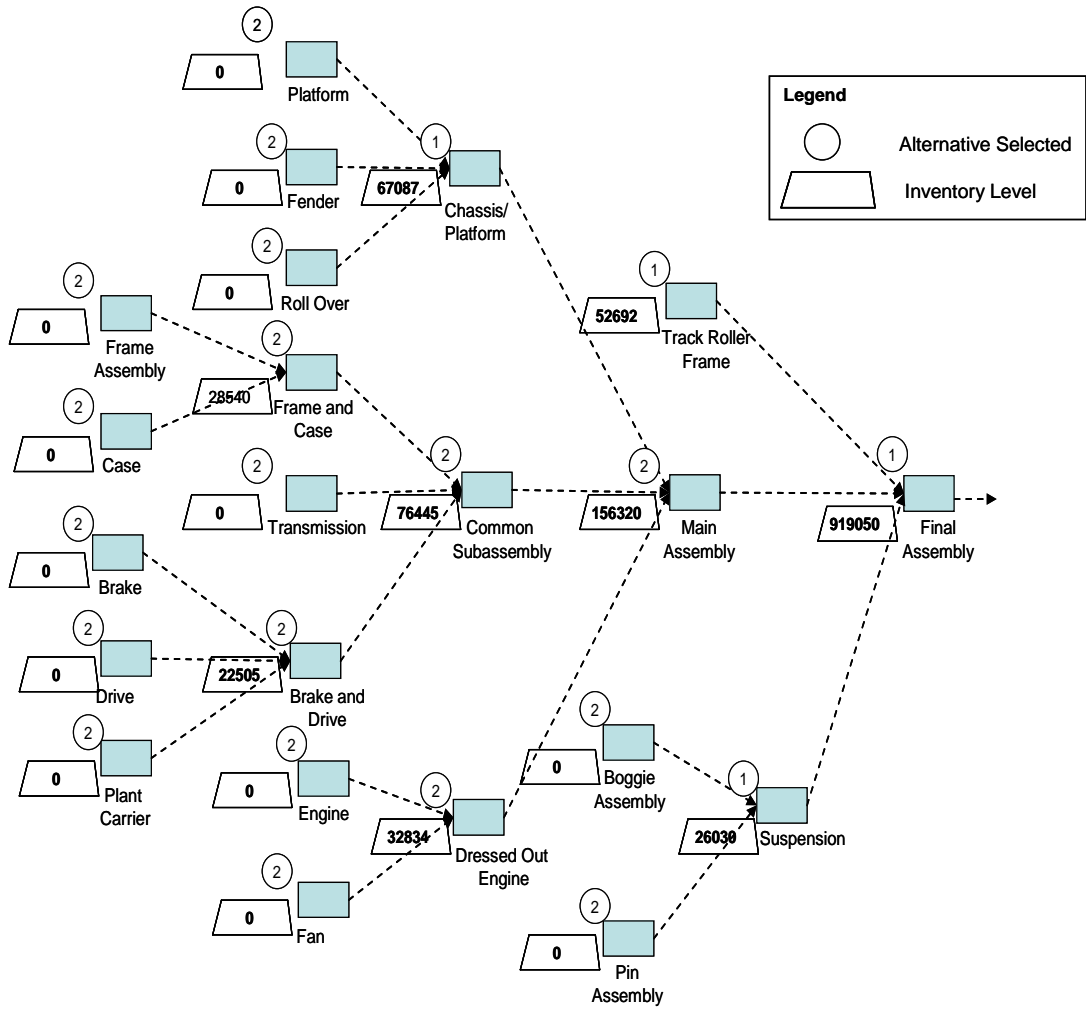 2
0
Platform
Legend
Alternative Selected
Inventory Level
2
0
Fender
1
67087
Chassis/
Platform
2
0
Roll Over
2
0
Frame
Assembly
2
28540
Frame and
Case
2
0
Case
1
52692
Track Roller
Frame
2
0
Transmission
2
76445
Common
Subassembly
2
156320
Main
Assembly
1
919050
Final
Assembly
2
0
Brake
2
0
Drive
2
22505
Brake and
Drive
2
0
Plant
Carrier
2
0
Engine
2
32834
Dressed Out
Engine
2
0
Fan
2
0
Boggie
Assembly
1
26030
Suspension
2
0
Pin
Assembly